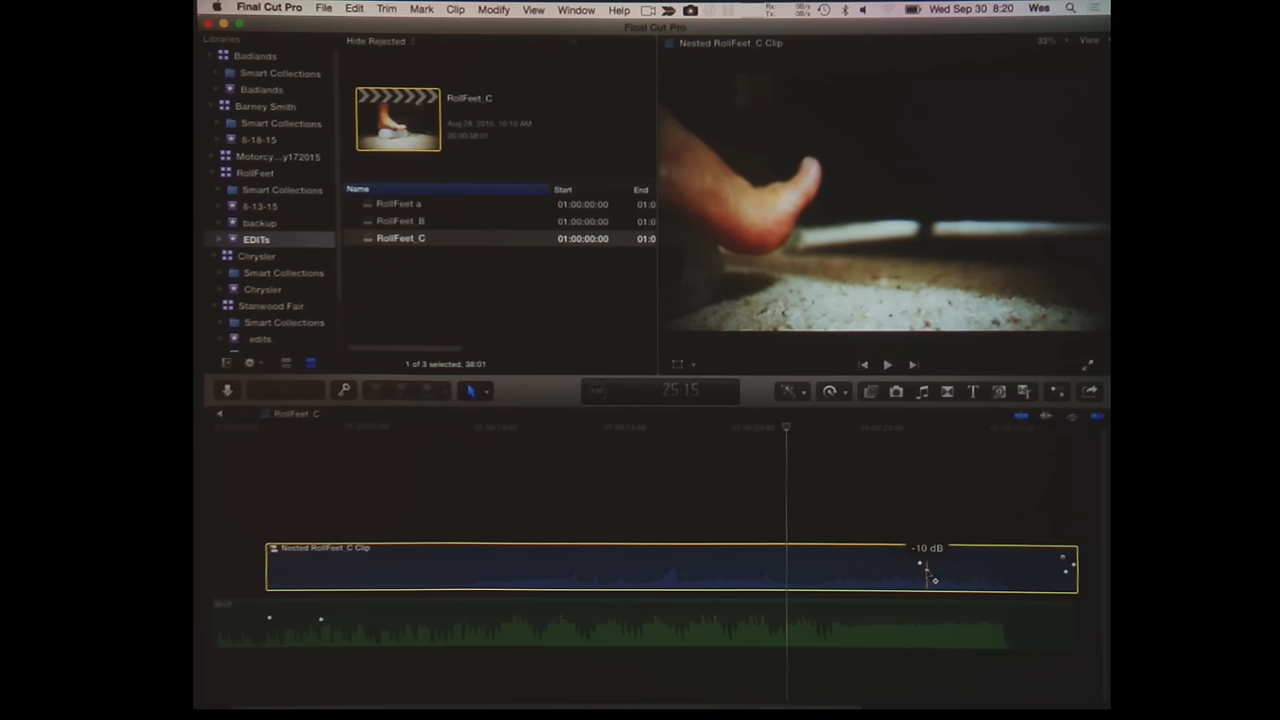 Final Cut Pro File Edit Trim Mark Clip Modify View Window Help Wed Sep 30 8:20 Wes
Final Cut Pro
Libraries
Hide Rejected
Nested RollFeet_C Clip
33% View
Badlands
Smart Collections
Badlands
Barney Smith
Smart Collections
6-18-15
Motorcy...y172015
RollFeet
Smart Collections
6-13-15
backup
EDITs
Chrysler
Smart Collections
Chrysler
Stanwood Fair
Smart Collections
edits
RollFeet_C
Aug 28, 2015, 10:10 AM
00:00:38:01
Name Start End
RollFeet a 01:00:00:00 01:0
RollFeet_B 01:00:00:00 01:0
RollFeet_C 01:00:00:00 01:0
1 of 3 selected, 38:01
25:15
RollFeet_C
Nested RollFeet_C Clip
-10 dB